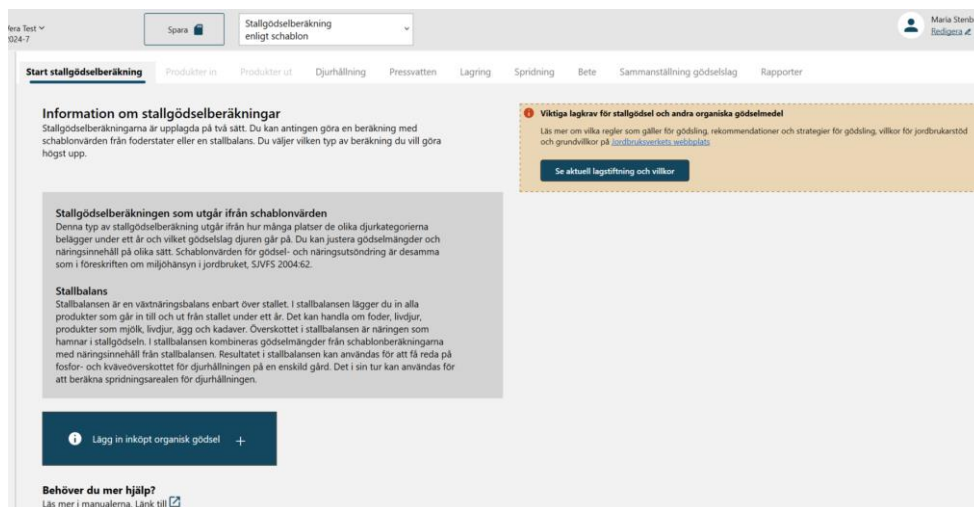 Vera Test
2024-7
Spara
Stallgödselberäkning
enligt schablon
Maria Stenb
Redigera
Start stallgödselberäkning Produkter in Produkter ut Djurhållning Pressvatten Lagring Spridning Bete Sammanställning gödselslag Rapporter
Information om stallgödselberäkningar
Stallgödselberäkningarna är upplagda på två sätt. Du kan antingen göra en beräkning med
schablonvärden från foderstater eller en stallbalans. Du väljer vilken typ av beräkning du vill göra
högst upp.
Viktiga lagkrav för stallgödsel och andra organiska gödselmedel
Läs mer om vilka regler som gäller för gödsling, rekommendationer och strategier för gödsling, villkor för jordbrukarstöd
och grundvillkor på Jordbruksverkets webbplats
Se aktuell lagstiftning och villkor
Stallgödselberäkningen som utgår ifrån schablonvärden
Denna typ av stallgödselberäkning utgår ifrån hur många platser de olika djurkategorierna
belägger under ett år och vilket gödselslag djuren går på. Du kan justera gödselmängder och
näringsinnehåll på olika sätt. Schablonvärden för gödsel- och näringsutsöndring är desamma
som i föreskriften om miljöhänsyn i jordbruket, SJVFS 2004:62.
Stallbalans
Stallbalansen är en växtnäringsbalans enbart över stallet. I stallbalansen lägger du in alla
produkter som går in till och ut från stallet under ett år. Det kan handla om foder, livdjur,
produkter som mjölk, livdjur, ägg och kadaver. Överskottet i stallbalansen är näringen som
hamnar i stallgödseln. I stallbalansen kombineras gödselmängder från schablonberäkningarna
med näringsinnehåll från stallbalansen. Resultatet i stallbalansen kan användas för att få reda på
fosfor- och kväveöverskottet för djurhållningen på en enskild gård. Det i sin tur kan användas för
att beräkna spridningsarealen för djurhållningen.
Lägg in inköpt organisk gödsel +
Behöver du mer hjälp?
Läs mer i manualerna. Länk till